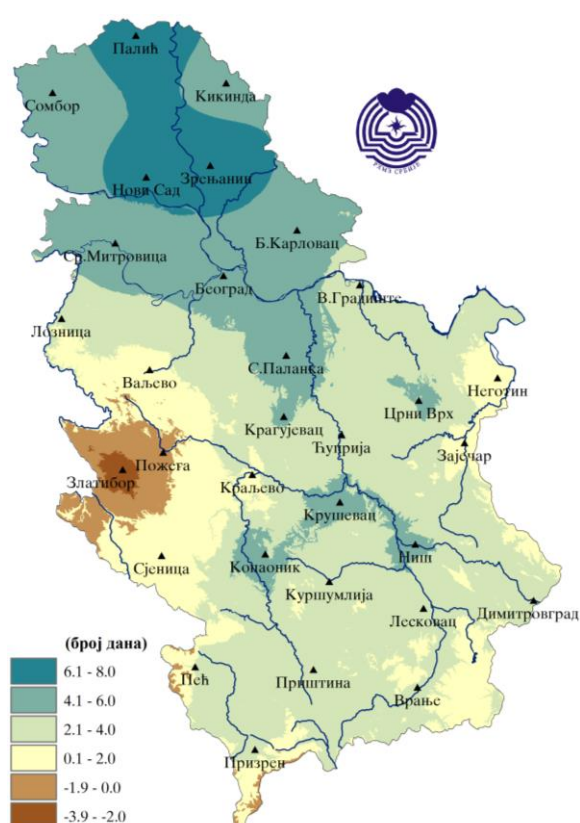 Палић
Сомбор
Кикинда
Зрењанин
Нови Сад
РХМЗ СРБИЈЕ
Б.Карловац
Ср.Митровица
Београд
В.Градиште
Лозница
С.Паланка
Ваљево
Неготин
Црни Врх
Крагујевац
Ћуприја
Зајечар
Пожега
Златибор
Краљево
Крушевац
Ниш
Сјеница
Копаоник
Куршумлија
Димитровград
Лесковац
(број дана)
6.1 - 8.0
4.1 - 6.0
2.1 - 4.0
0.1 - 2.0
-1.9 - 0.0
-3.9 - -2.0
Пећ
Приштина
Врање
Призрен